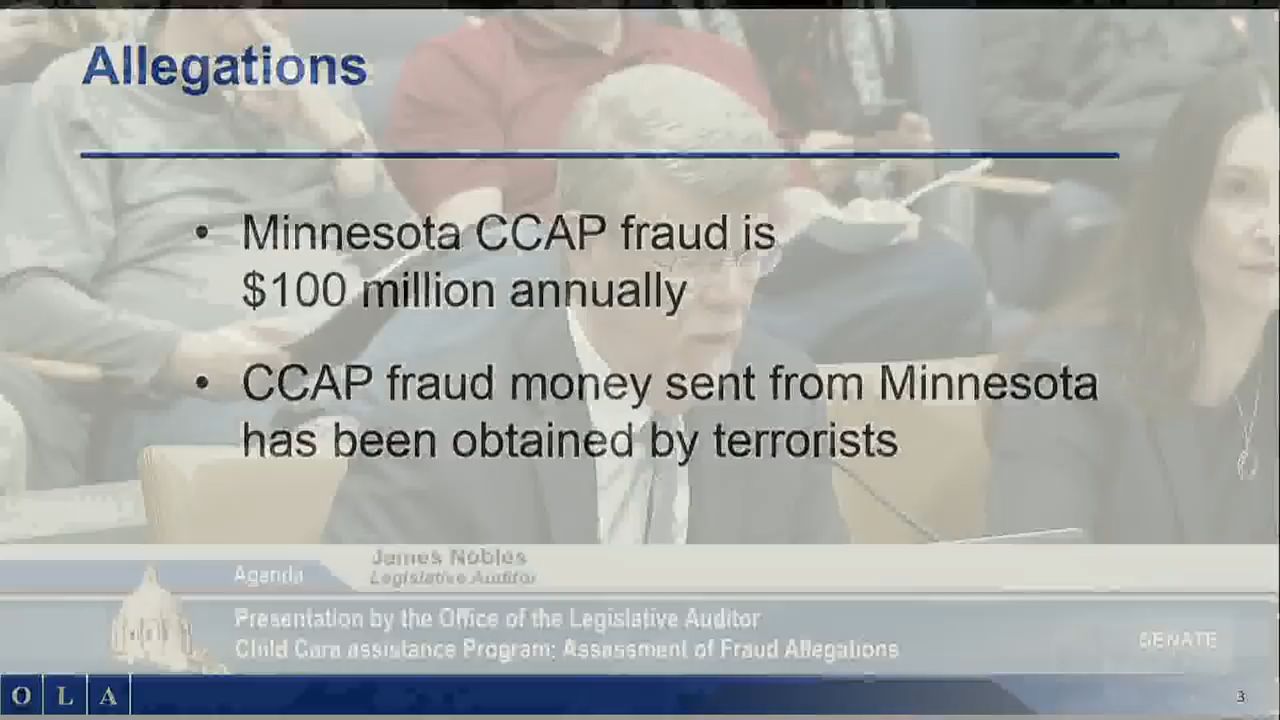 Allegations
• Minnesota CCAP fraud is
$100 million annually
• CCAP fraud money sent from Minnesota
has been obtained by terrorists
James Nobles
Agenda
Legislative Auditor
Presentation by the Office of the Legislative Auditor
Child Care assistance Program: Assessment of Fraud Allegations
SENATE
O L A
3